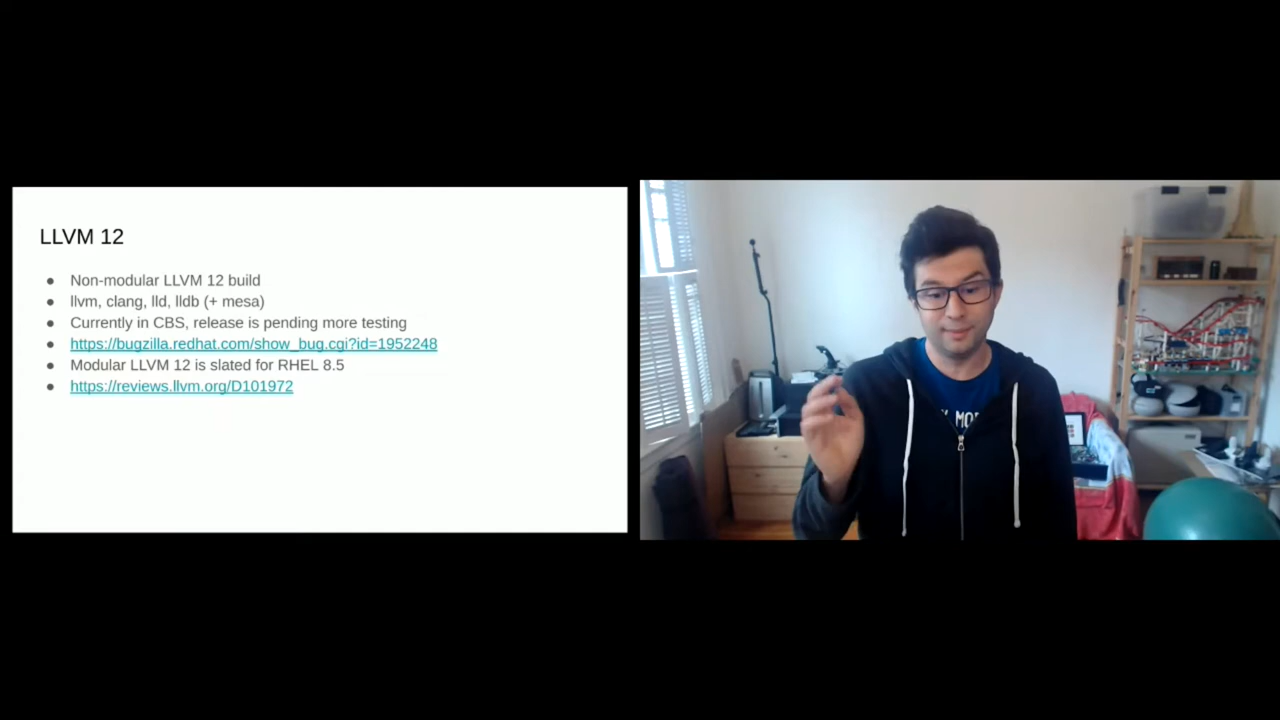 LLVM 12
● Non-modular LLVM 12 build
● llvm, clang, lld, lldb (+ mesa)
● Currently in CBS, release is pending more testing
● https://bugzilla.redhat.com/show_bug.cgi?id=1952248
● Modular LLVM 12 is slated for RHEL 8.5
● https://reviews.llvm.org/D101972